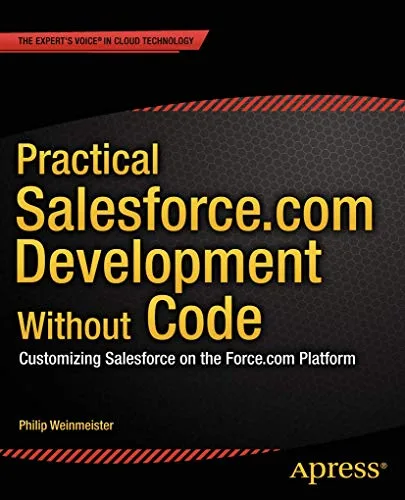 THE EXPERT'S VOICE® IN CLOUD TECHNOLOGY
Practical
Salesforce.com
Development
Without Code
Customizing Salesforce on the Force.com Platform
Philip Weinmeister
Apress®